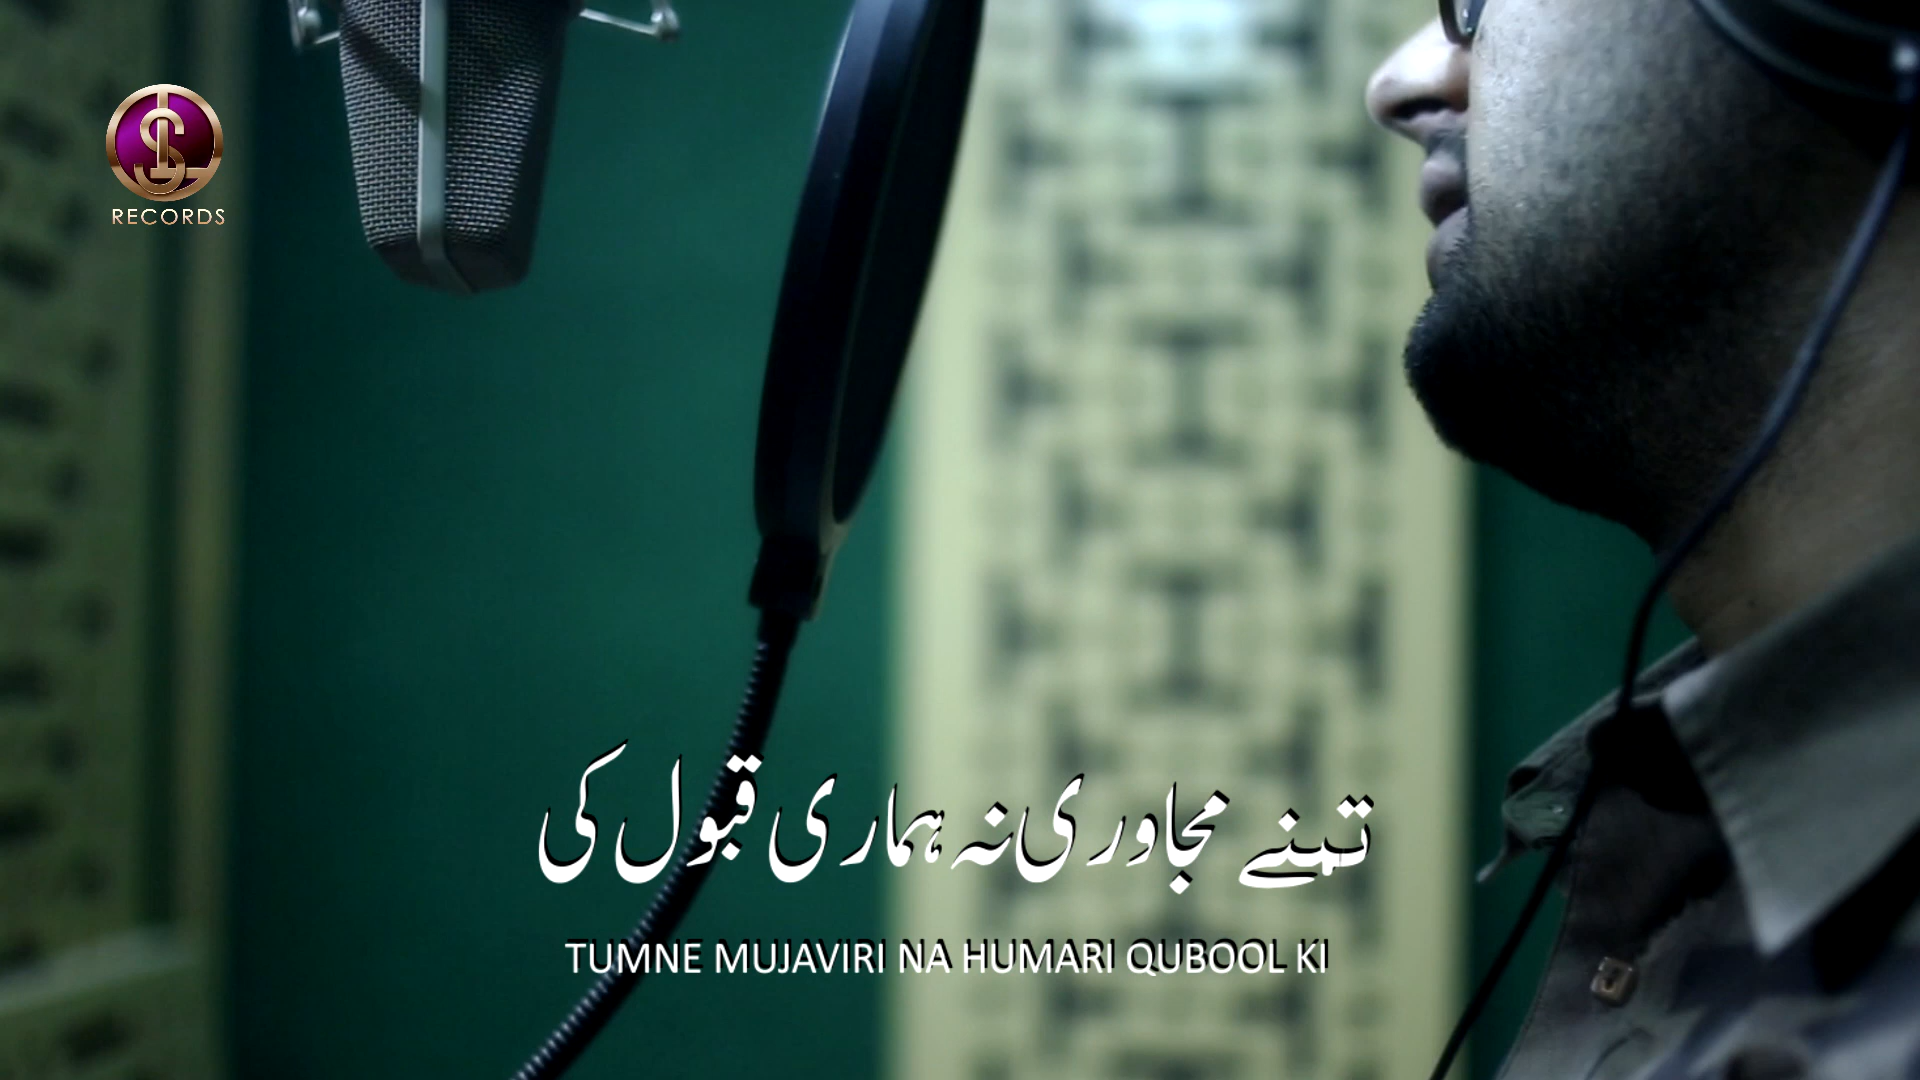 RECORDS
تمنے مجاوری نہ ہماری قبول کی
TUMNE MUJAVIRI NA HUMARI QUBOOL KI